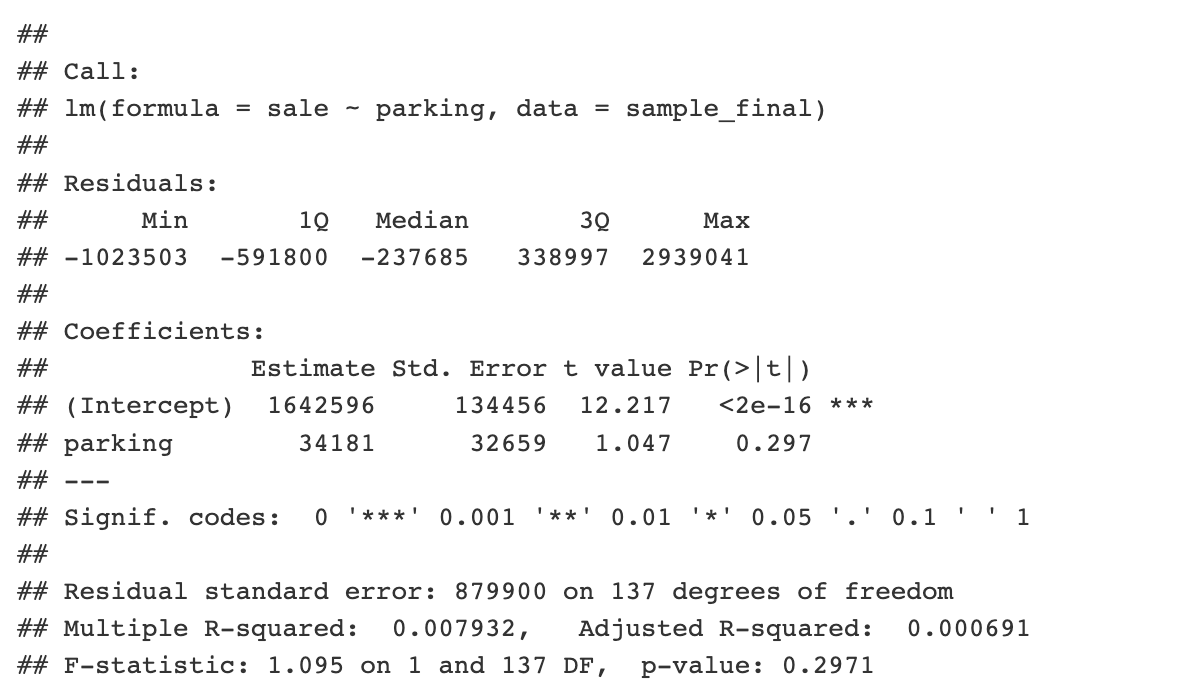 ##
## Call:
## lm(formula = sale ~ parking, data = sample_final)
##
## Residuals:
##      Min       1Q   Median       3Q      Max
## -1023503  -591800  -237685   338997  2939041
##
## Coefficients:
##             Estimate Std. Error t value Pr(>|t|)
## (Intercept)  1642596     134456  12.217   <2e-16 ***
## parking        34181      32659   1.047    0.297
## ---
## Signif. codes:  0 '***' 0.001 '**' 0.01 '*' 0.05 '.' 0.1 ' ' 1
##
## Residual standard error: 879900 on 137 degrees of freedom
## Multiple R-squared:  0.007932,   Adjusted R-squared:  0.000691
## F-statistic: 1.095 on 1 and 137 DF,  p-value: 0.2971